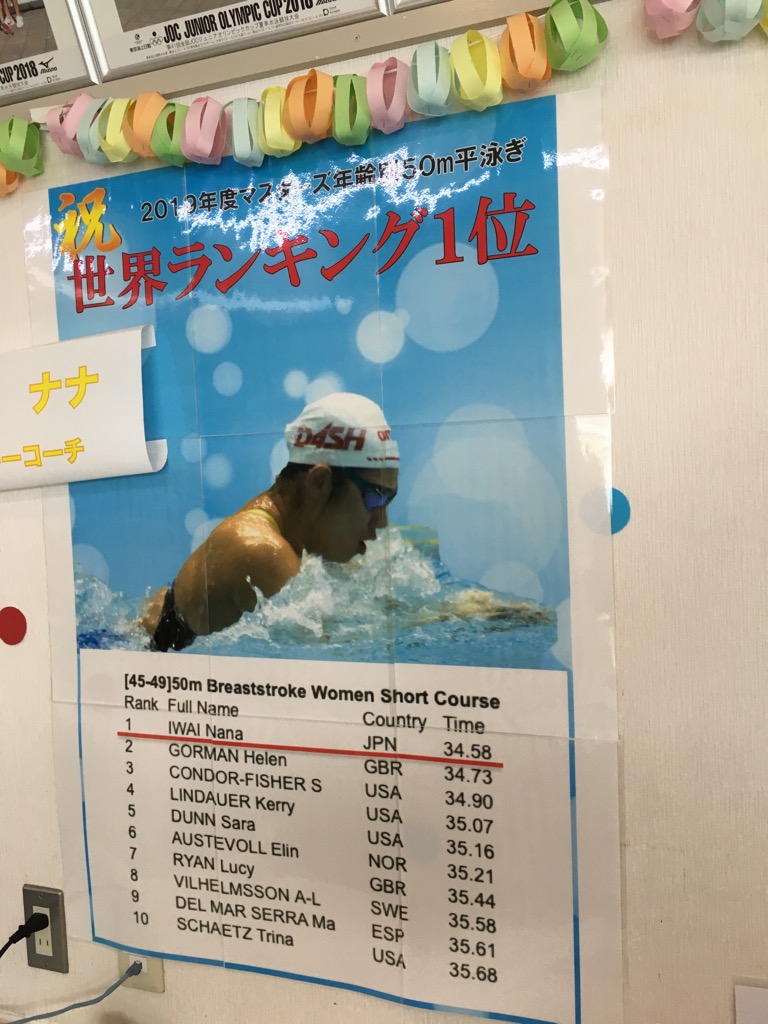 CUP 2018
JOC JUNIOR OLYMPIC CUP 2018
祝
2019年度マスターズ年齢別50m平泳ぎ
世界ランキング1位
ナナ
ーコーチ
DASH
[45-49]50m Breaststroke Women Short Course
Rank Full Name Country Time
1 IWAI Nana JPN 34.58
2 GORMAN Helen GBR 34.73
3 CONDOR-FISHER S USA 34.90
4 LINDAUER Kerry USA 35.07
5 DUNN Sara USA 35.16
6 AUSTEVOLL Elin NOR 35.21
7 RYAN Lucy GBR 35.44
8 VILHELMSSON A-L SWE 35.58
9 DEL MAR SERRA Ma ESP 35.61
10 SCHAETZ Trina USA 35.68